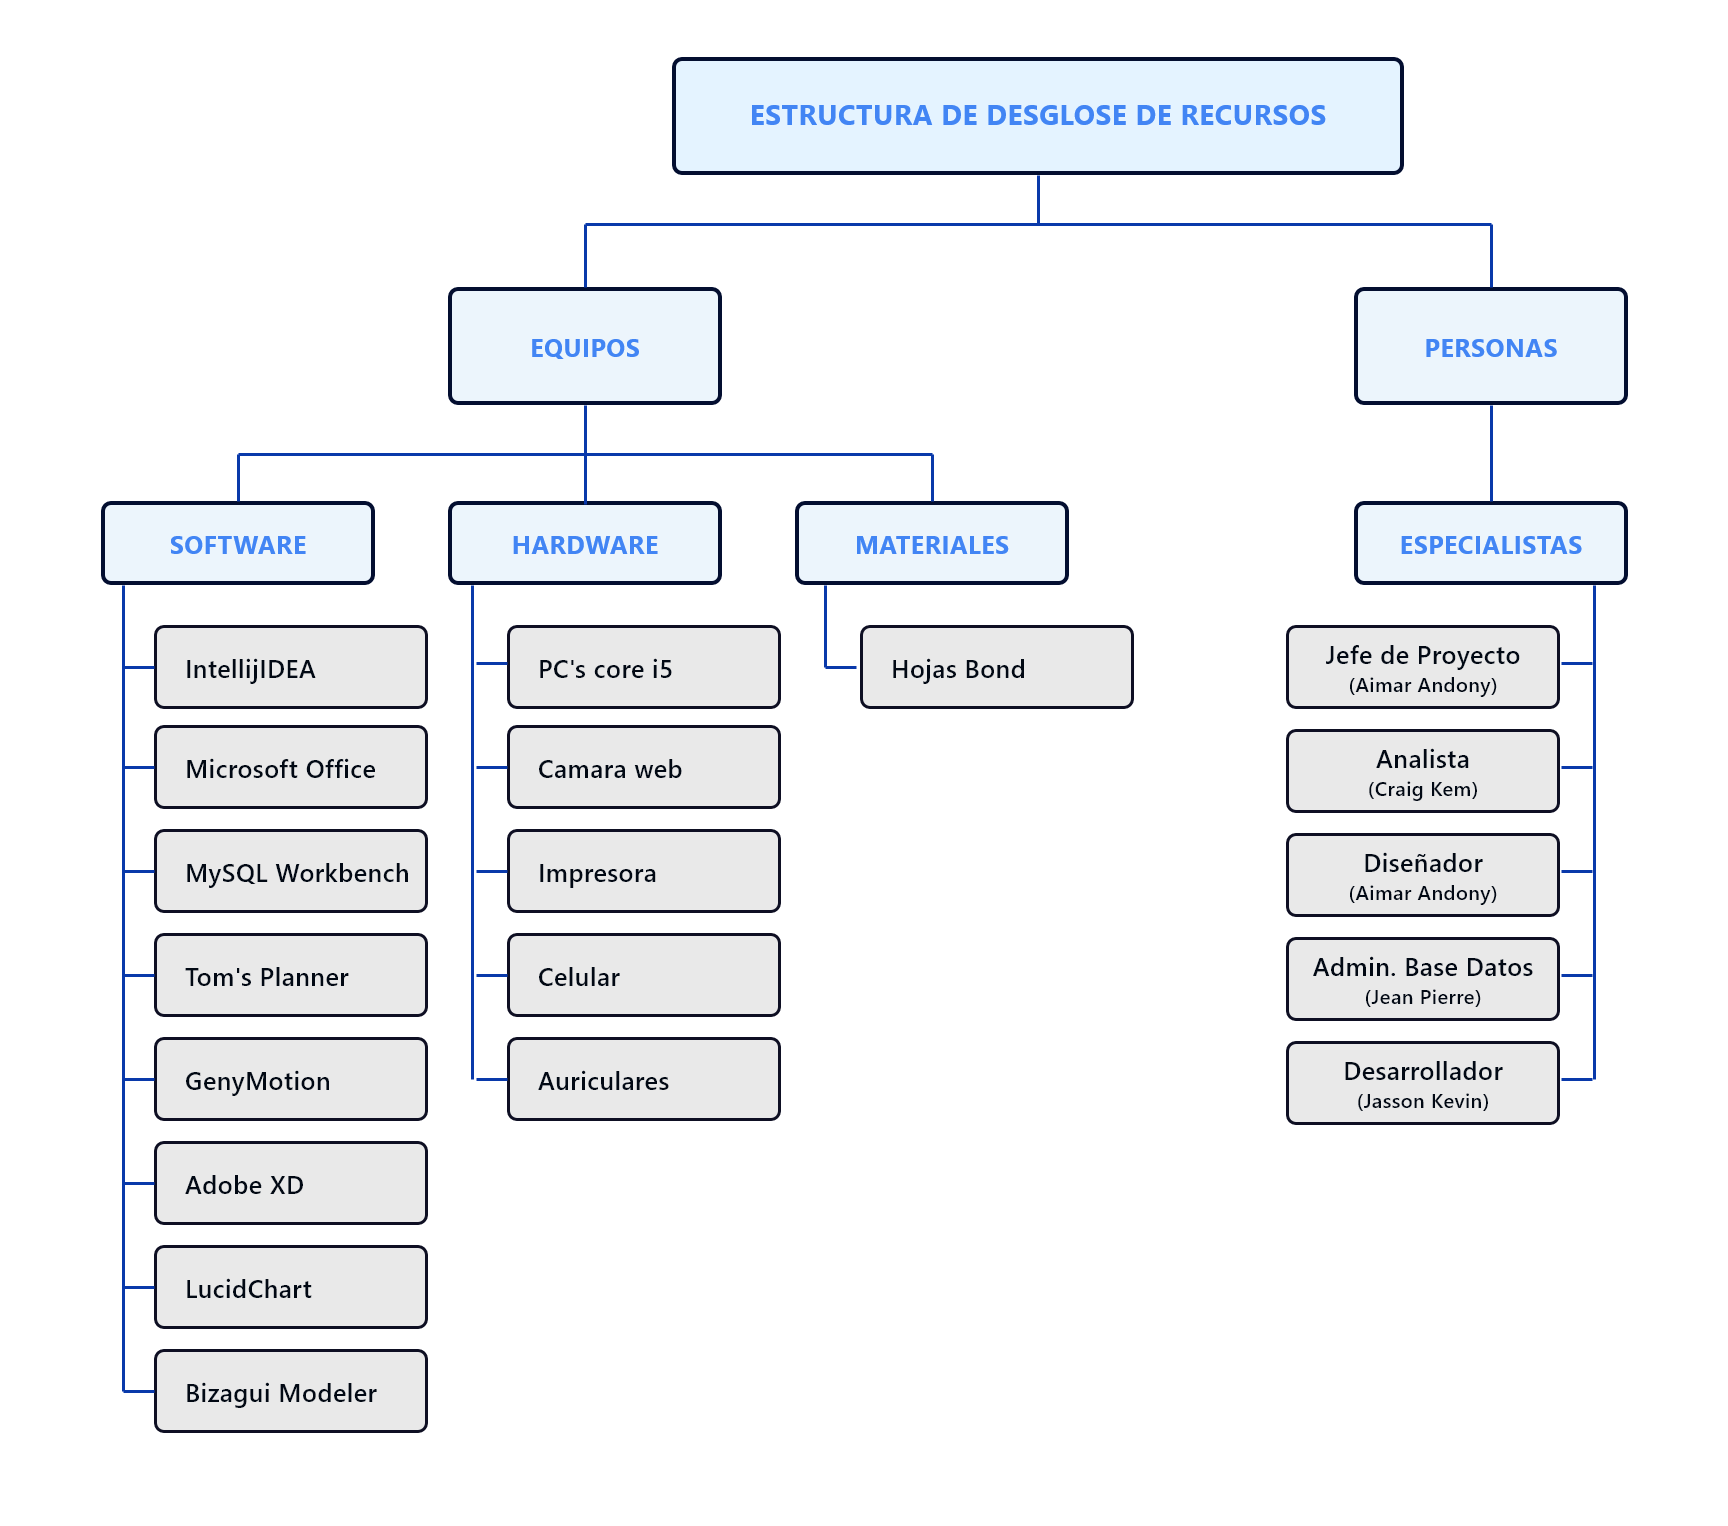 ESTRUCTURA DE DESGLOSE DE RECURSOS
EQUIPOS
PERSONAS
SOFTWARE
HARDWARE
MATERIALES
ESPECIALISTAS
IntellijIDEA
Microsoft Office
MySQL Workbench
Tom's Planner
GenyMotion
Adobe XD
LucidChart
Bizagui Modeler
PC's core i5
Camara web
Impresora
Celular
Auriculares
Hojas Bond
Jefe de Proyecto
(Aimar Andony)
Analista
(Craig Kem)
Diseñador
(Aimar Andony)
Admin. Base Datos
(Jean Pierre)
Desarrollador
(Jasson Kevin)